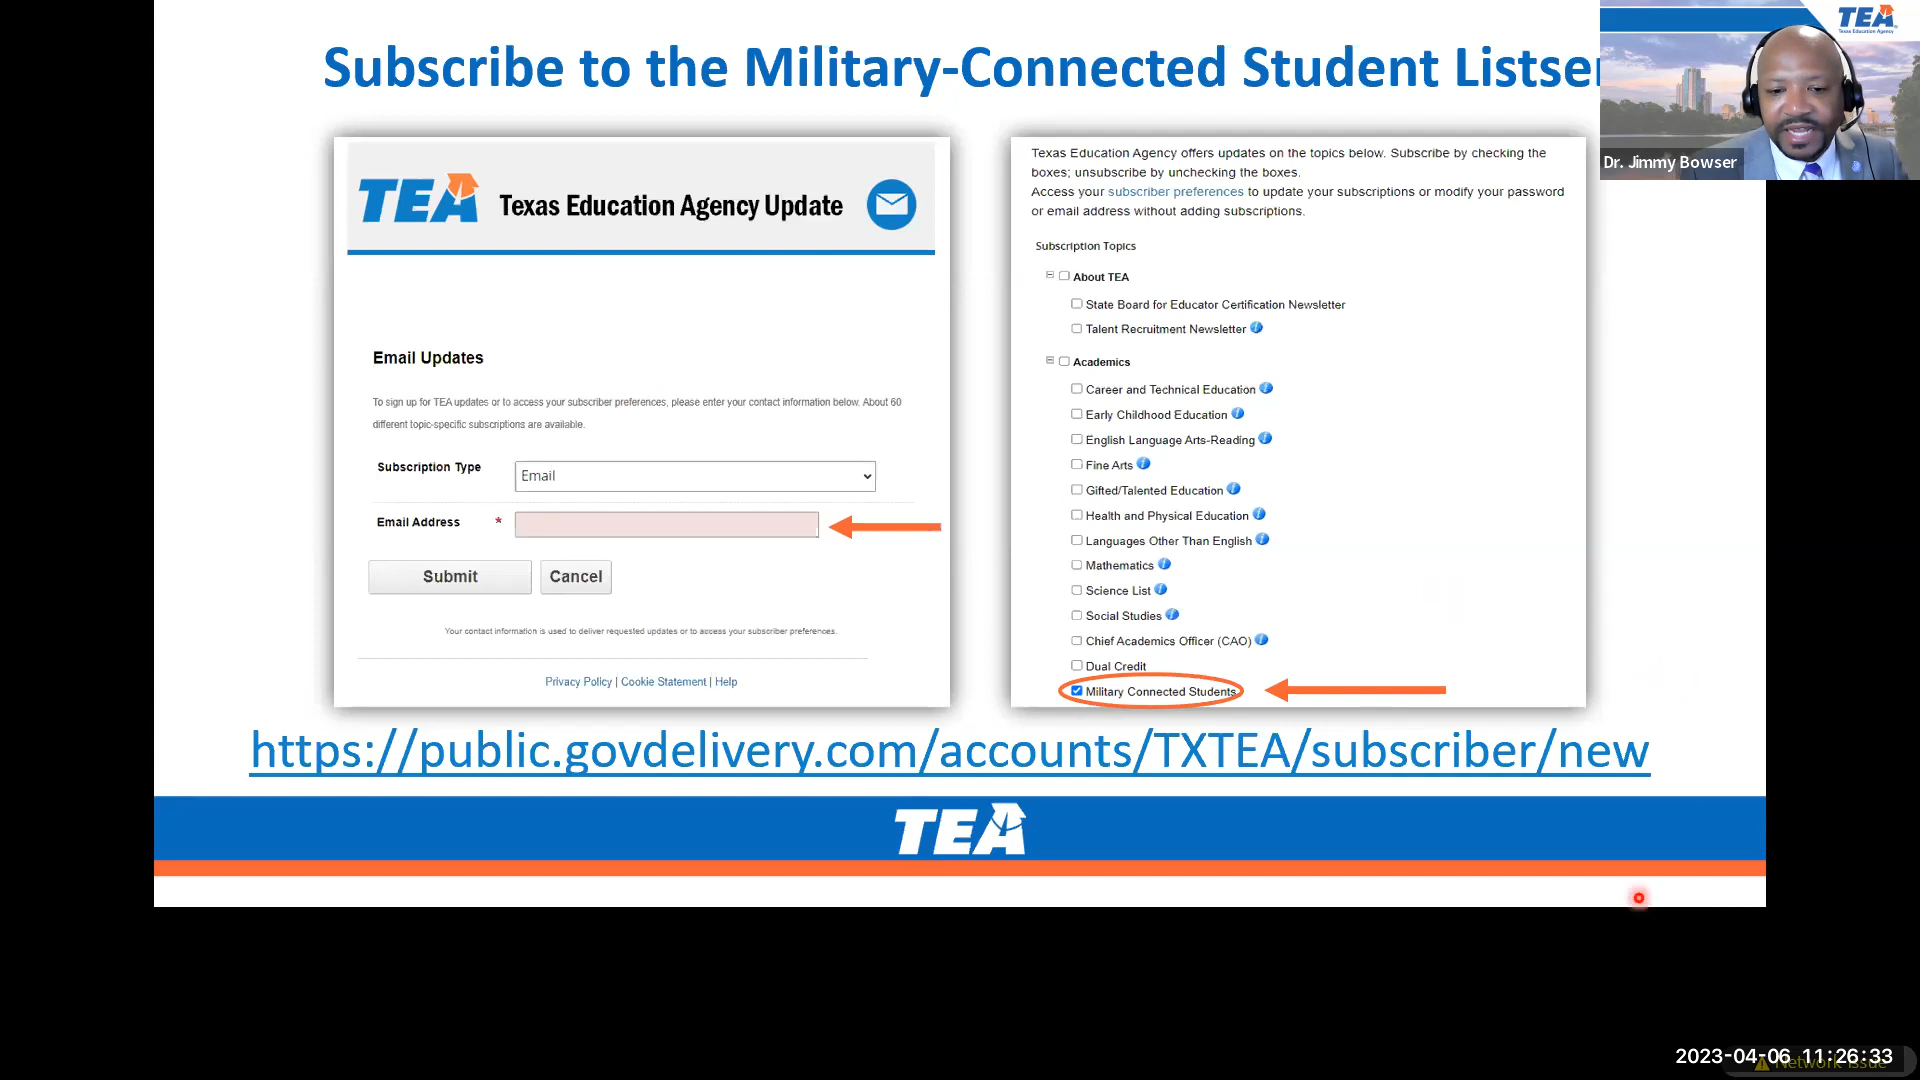 Subscribe to the Military-Connected Student Listser
TEA
Texas Education Agency
Dr. Jimmy Bowser
TEA Texas Education Agency Update
Email Updates
To sign up for TEA updates or to access your subscriber preferences, please enter your contact information below. About 60
different topic-specific subscriptions are available.
Subscription Type Email
Email Address *
Submit Cancel
Your contact information is used to deliver requested updates or to access your subscriber preferences.
Privacy Policy | Cookie Statement | Help
Texas Education Agency offers updates on the topics below. Subscribe by checking the
boxes; unsubscribe by unchecking the boxes.
Access your subscriber preferences to update your subscriptions or modify your password
or email address without adding subscriptions.
Subscription Topics
About TEA
State Board for Educator Certification Newsletter
Talent Recruitment Newsletter
Academics
Career and Technical Education
Early Childhood Education
English Language Arts-Reading
Fine Arts
Gifted/Talented Education
Health and Physical Education
Languages Other Than English
Mathematics
Science List
Social Studies
Chief Academics Officer (CAO)
Dual Credit
Military Connected Students
https://public.govdelivery.com/accounts/TXTEA/subscriber/new
TEA
2023-04-06 11:26:33
Network Issue